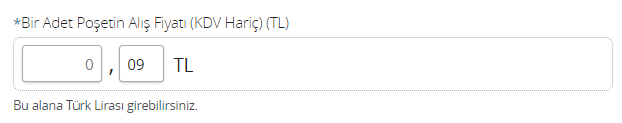 *Bir Adet Poşetin Alış Fiyatı (KDV Hariç) (TL)
0 , 09 TL
Bu alana Türk Lirası girebilirsiniz.